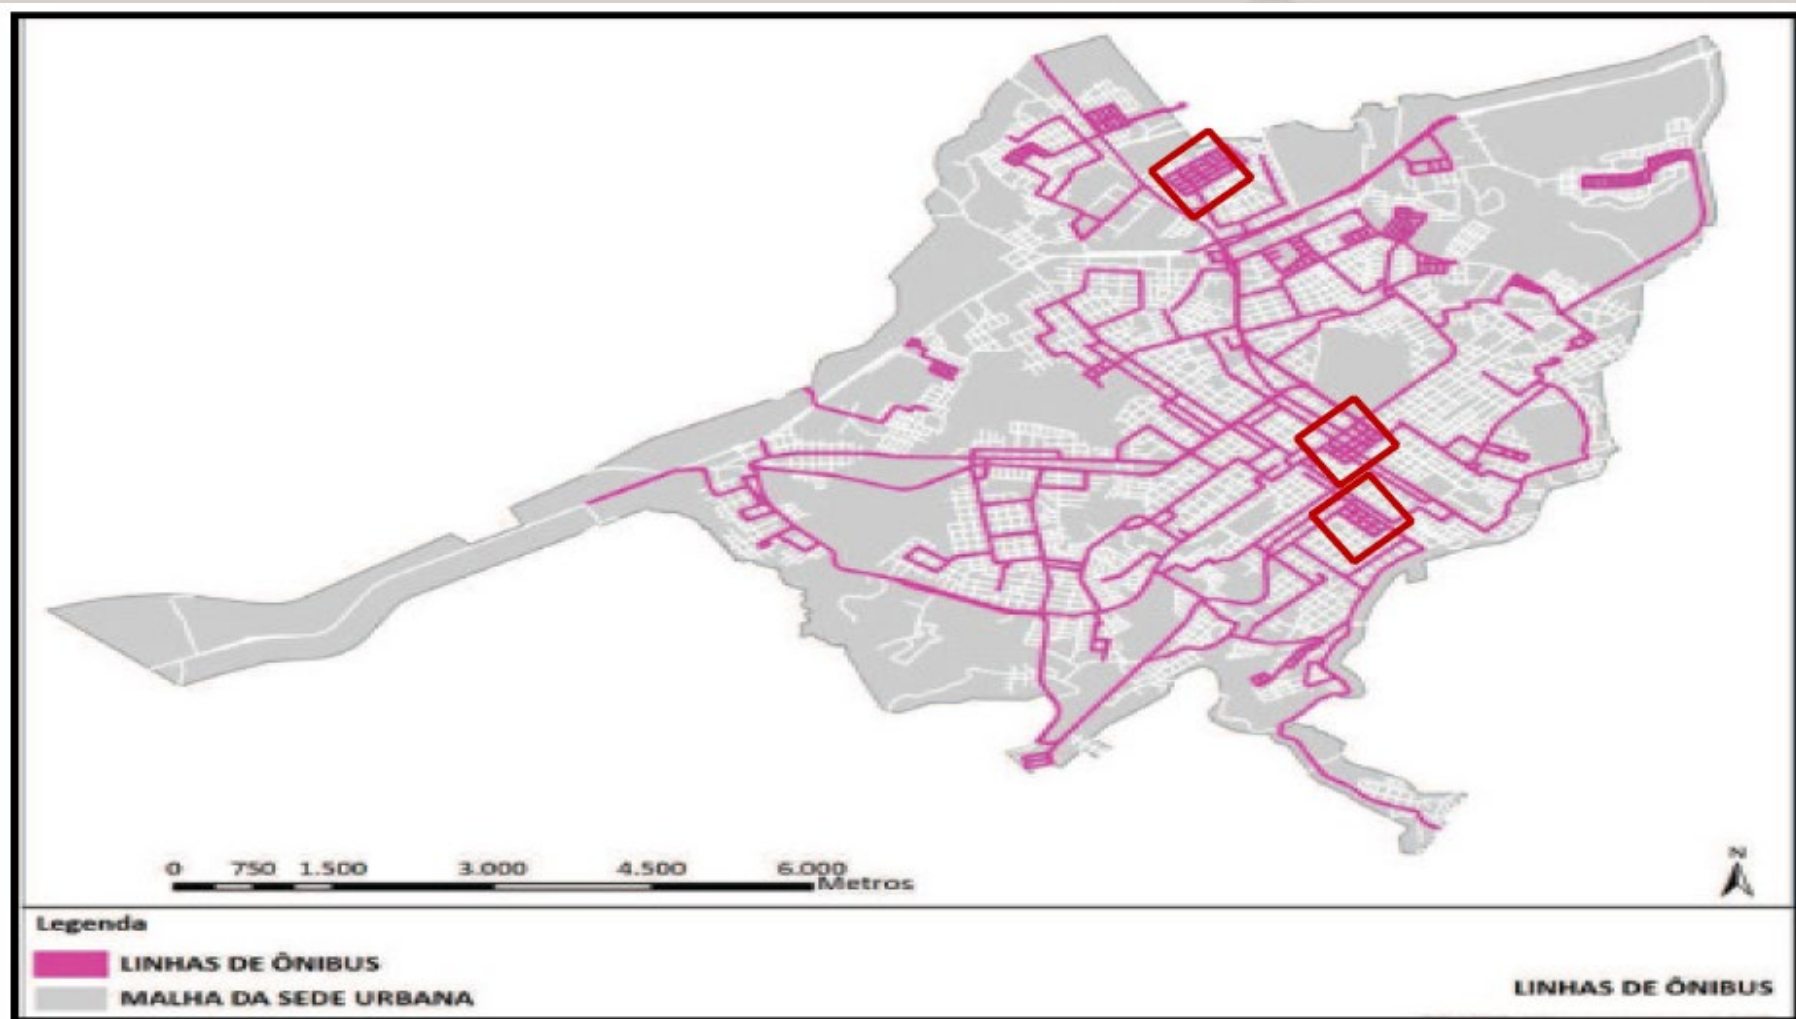 0 750 1.500 3.000 4.500 6.000
Metros
N
Legenda
LINHAS DE ÔNIBUS
MALHA DA SEDE URBANA
LINHAS DE ÔNIBUS